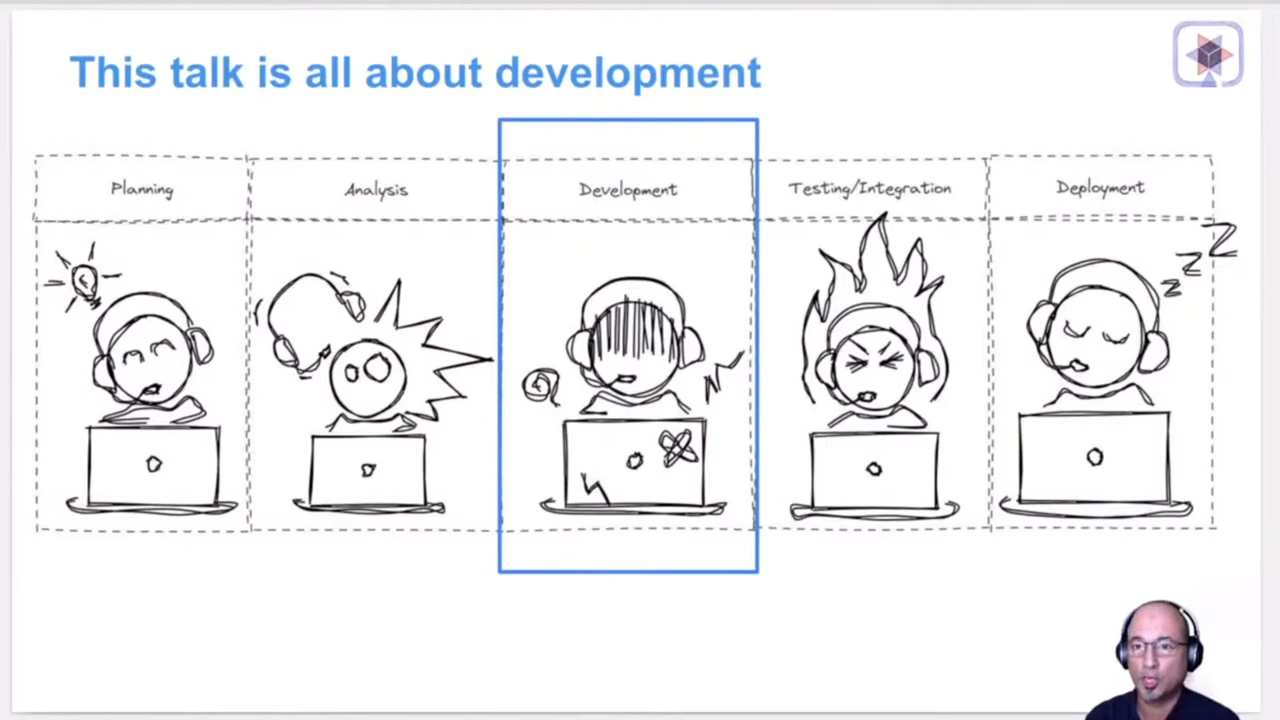 This talk is all about development
Planning
Analysis
Development
Testing/Integration
Deployment
z z Z